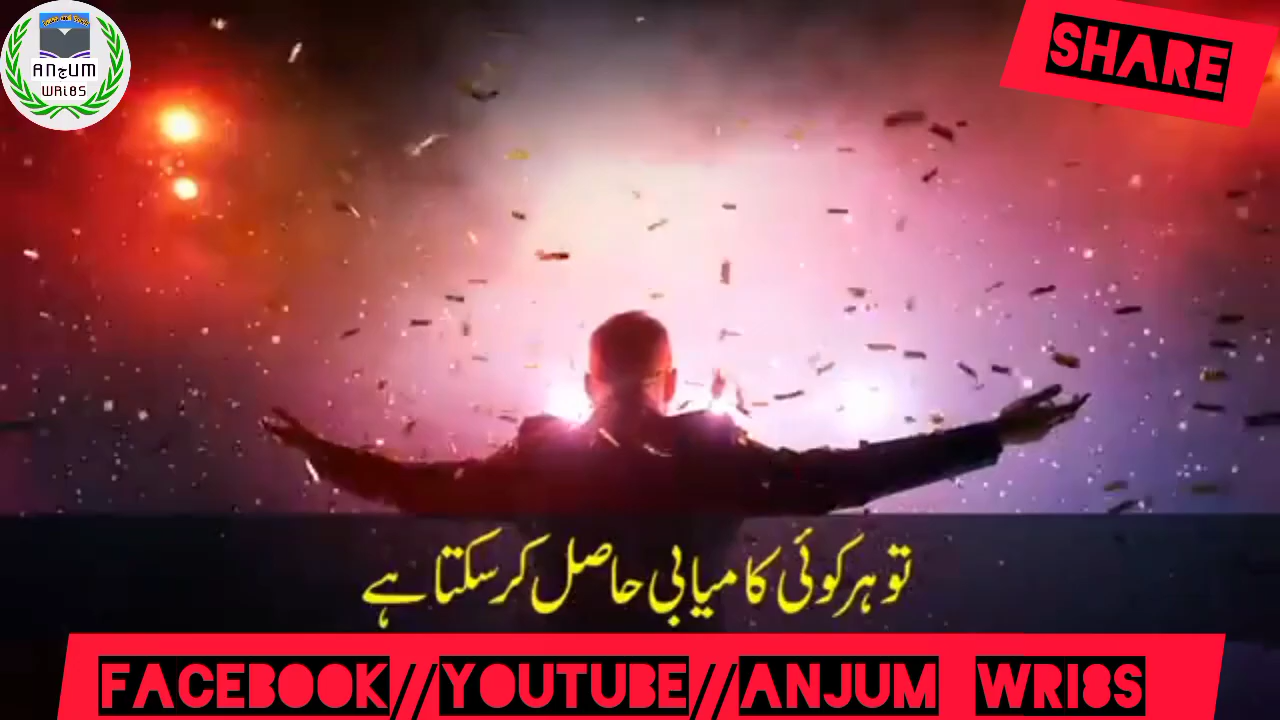 ANجUM
WRI8S
SHARE
تو ہر کوئی کامیابی حاصل کر سکتا ہے
FACEBOOK//YOUTUBE//ANJUM WRI8S